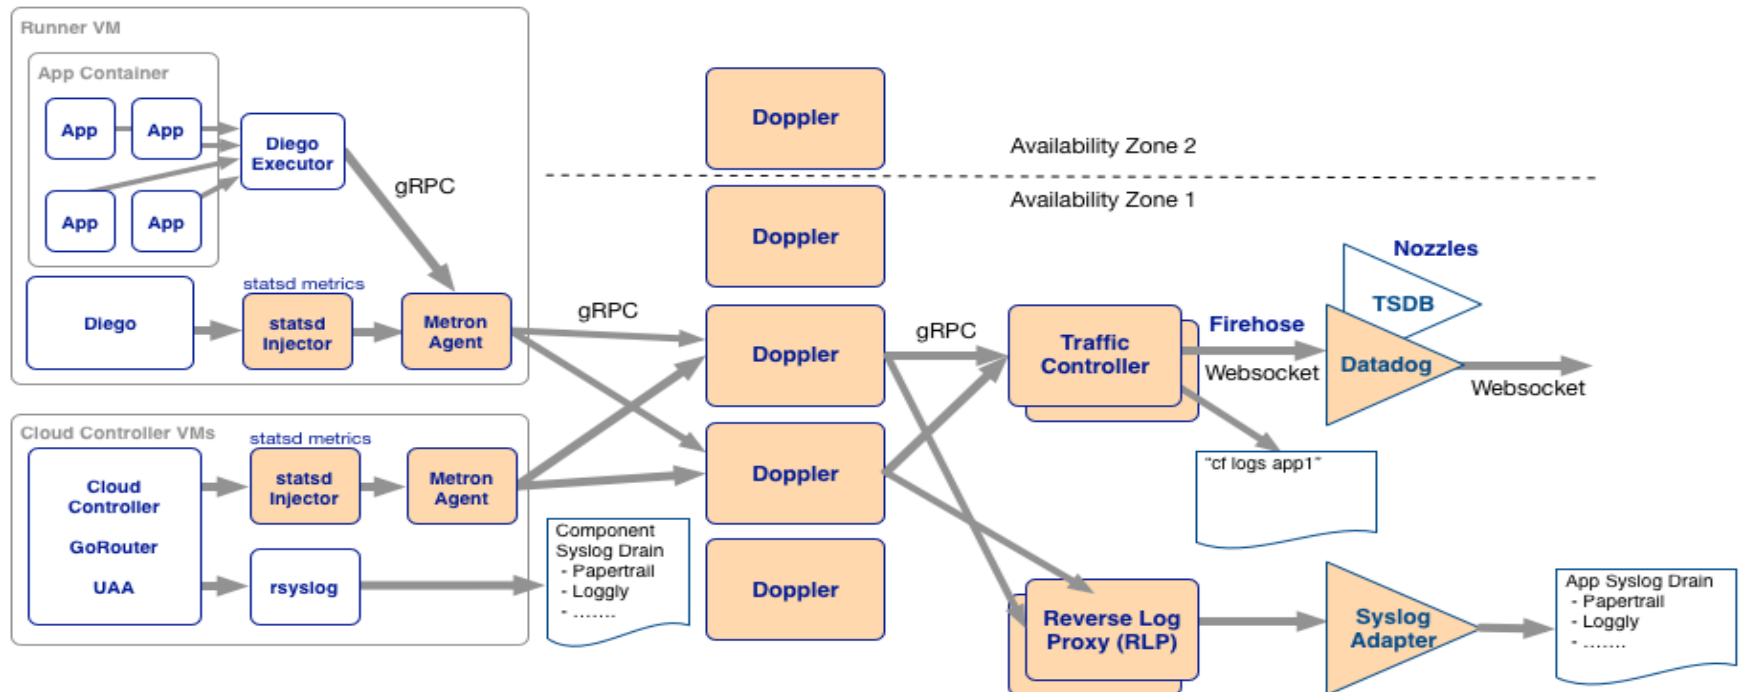 Runner VM
App Container
App
App
App
App
Diego
Executor
gRPC
Diego
statsd metrics
statsd
Injector
Metron
Agent
Cloud Controller VMs
statsd metrics
Cloud
Controller
GoRouter
UAA
statsd
Injector
Metron
Agent
rsyslog
Component
Syslog Drain
- Papertrail
- Loggly
- .......
gRPC
Doppler
Availability Zone 2
Availability Zone 1
Doppler
Doppler
Doppler
Doppler
gRPC
Traffic
Controller
Firehose
Websocket
Nozzles
TSDB
Datadog
Websocket
"cf logs app1"
Reverse Log
Proxy (RLP)
Syslog
Adapter
App Syslog Drain
- Papertrail
- Loggly
- .......